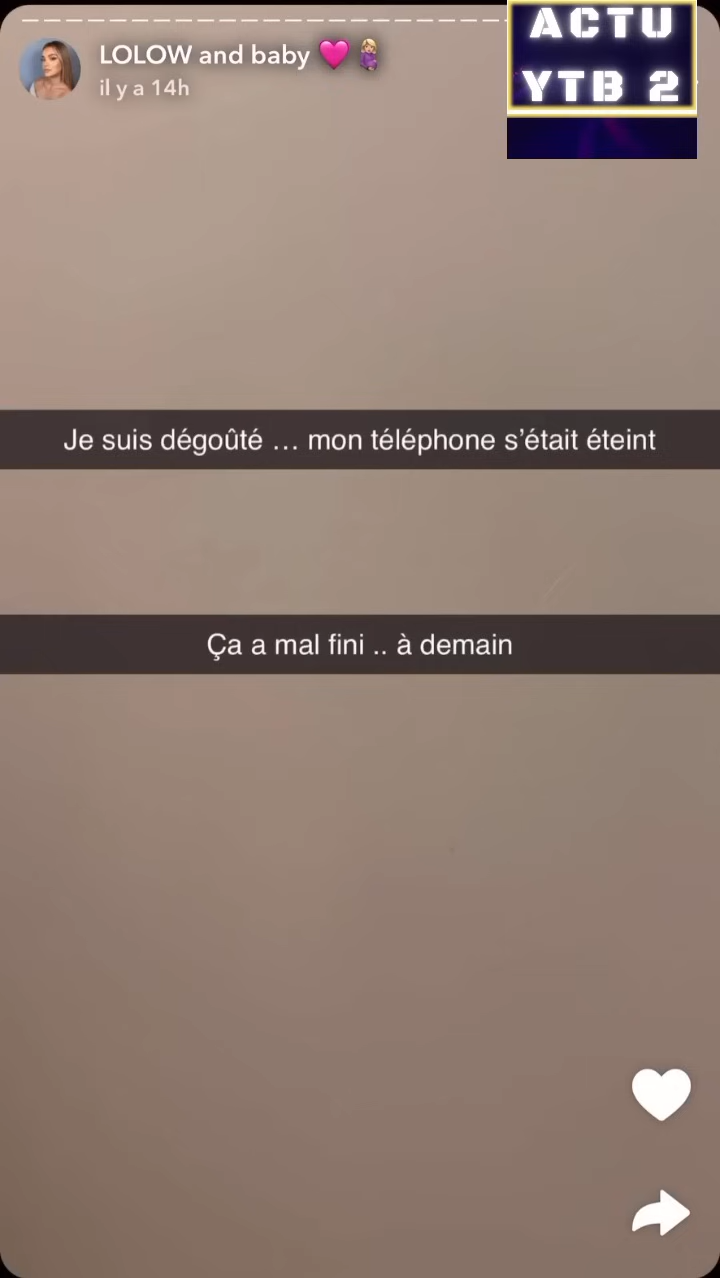 LOLOW and baby 🩷🤰🏼
il y a 14h
ACTU
YTB 2
Je suis dégoûté … mon téléphone s’était éteint
Ça a mal fini .. à demain